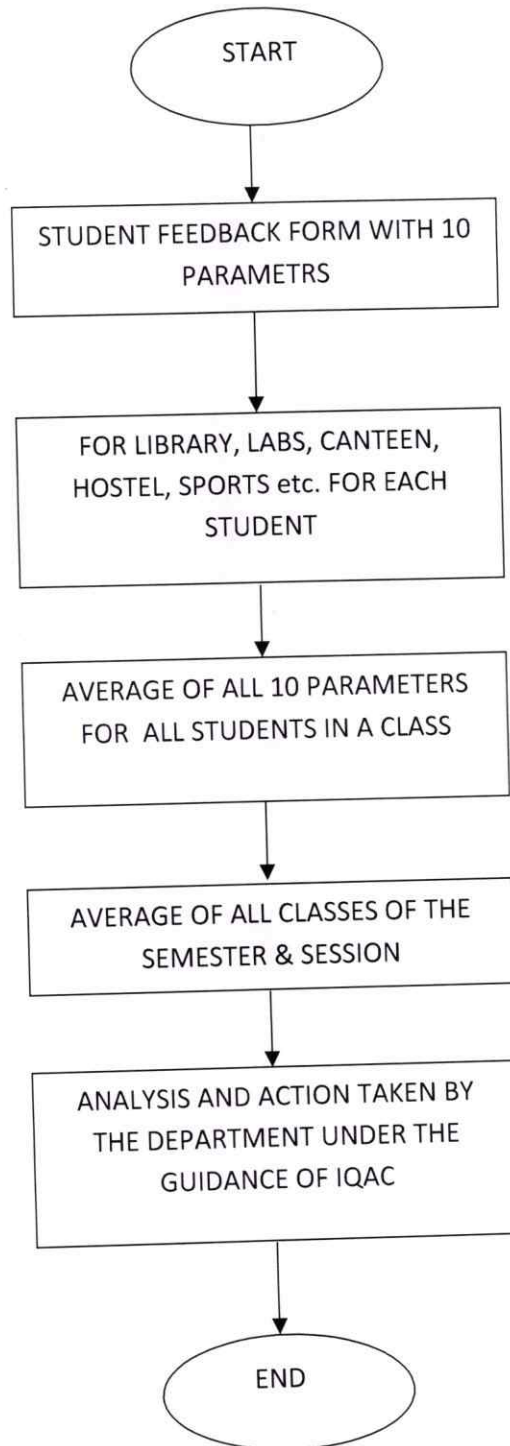 START
STUDENT FEEDBACK FORM WITH 10
PARAMETRS
FOR LIBRARY, LABS, CANTEEN,
HOSTEL, SPORTS etc. FOR EACH
STUDENT
AVERAGE OF ALL 10 PARAMETERS
FOR ALL STUDENTS IN A CLASS
AVERAGE OF ALL CLASSES OF THE
SEMESTER & SESSION
ANALYSIS AND ACTION TAKEN BY
THE DEPARTMENT UNDER THE
GUIDANCE OF IQAC
END